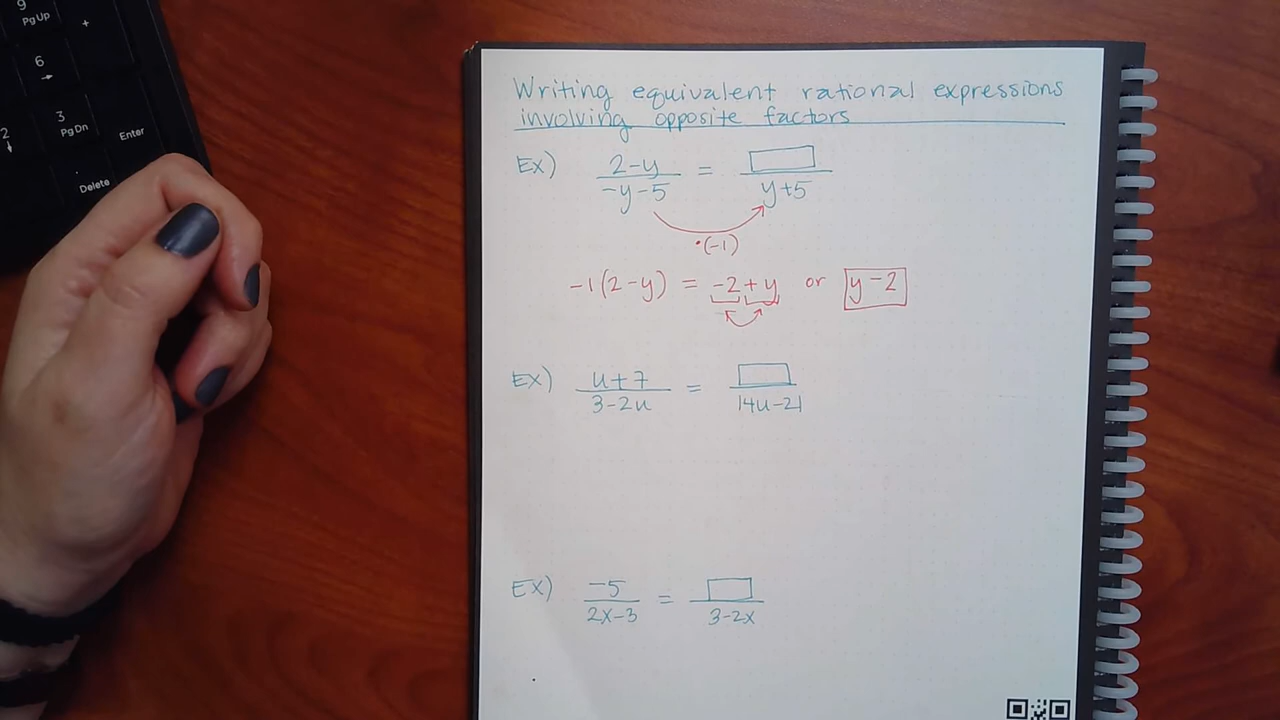 9
PgUp
+
6
→
3
PgDn
2
↓
Enter
Delete
Writing equivalent rational expressions
involving opposite factors
Ex) 2-y / -y-5 = □ / y+5
·(-1)
-1(2-y) = -2+y or y-2
Ex) u+7 / 3-2u = □ / 14u-21
Ex) -5 / 2x-3 = □ / 3-2x